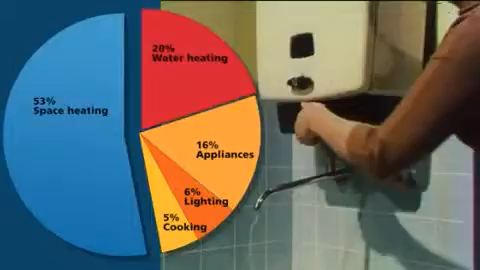 20%
Water heating
53%
Space heating
16%
Appliances
6%
Lighting
5%
Cooking